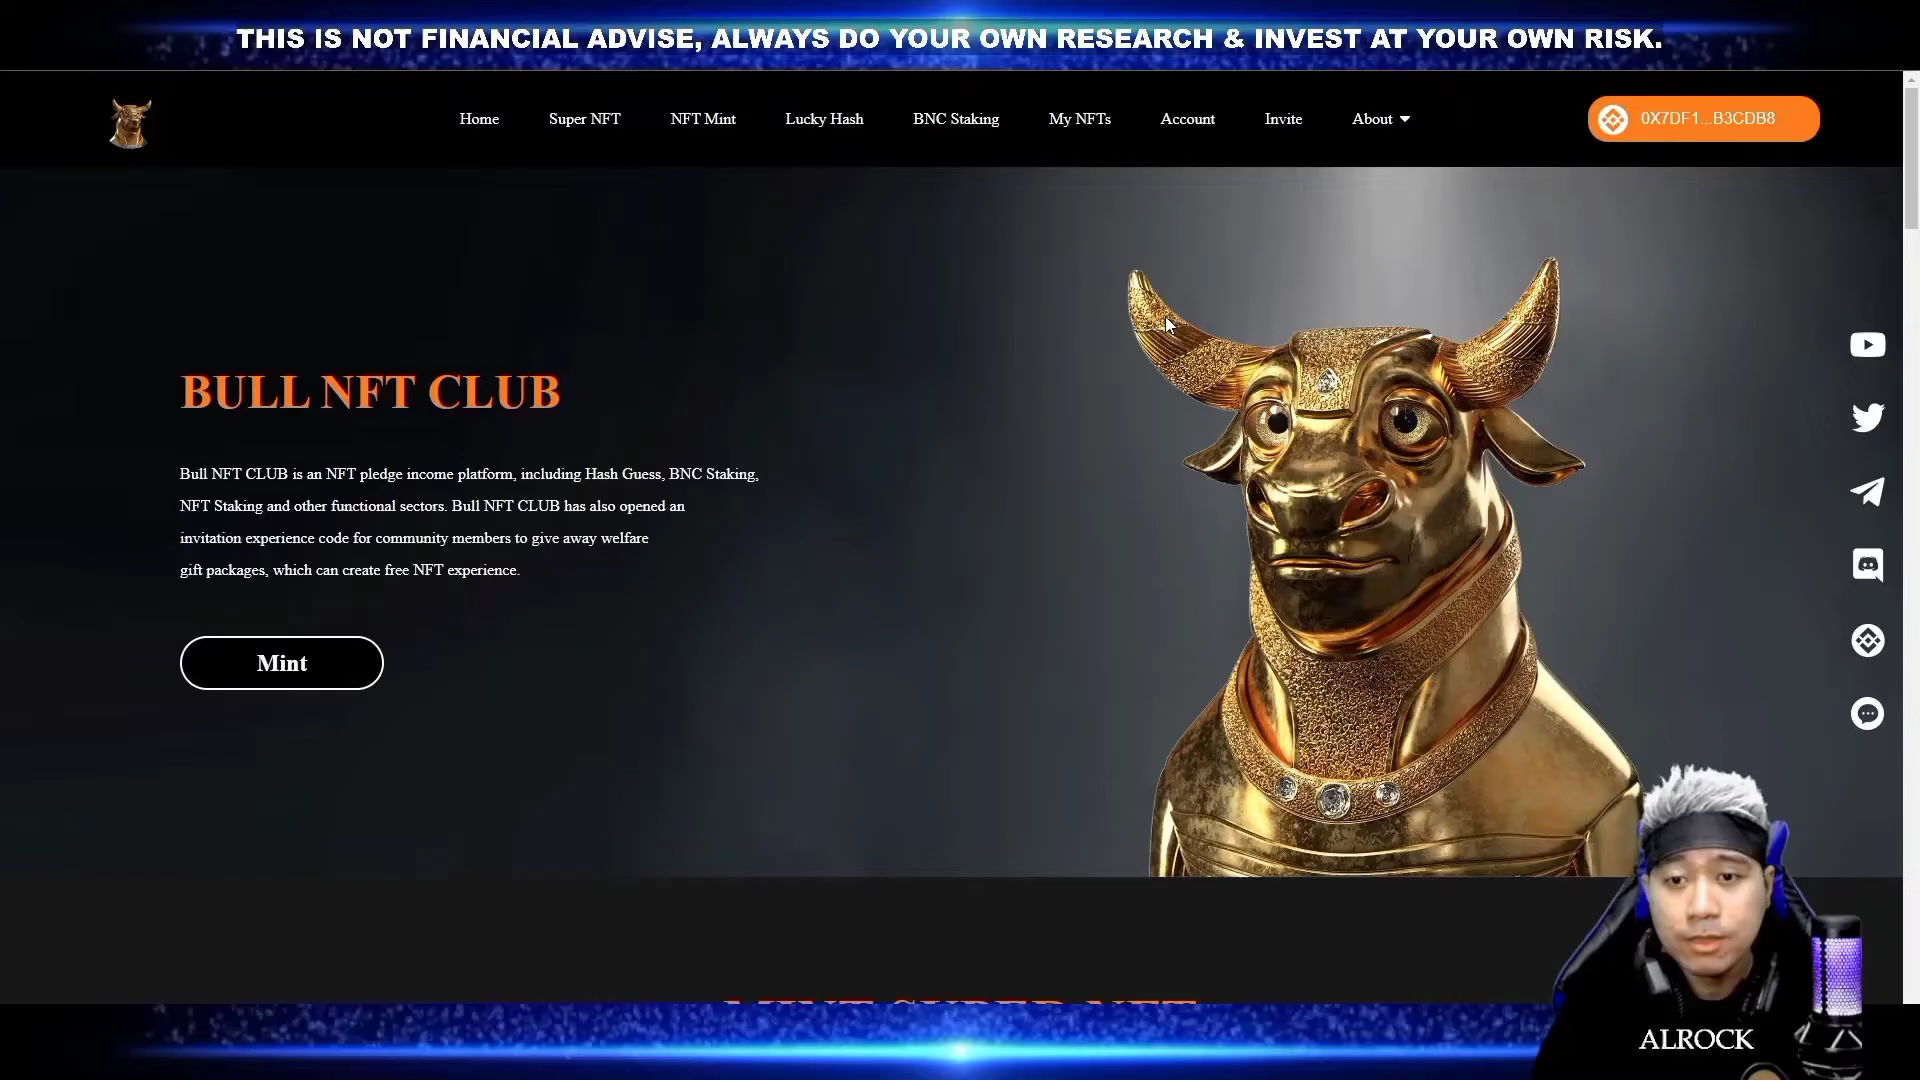 THIS IS NOT FINANCIAL ADVISE, ALWAYS DO YOUR OWN RESEARCH & INVEST AT YOUR OWN RISK.
Home Super NFT NFT Mint Lucky Hash BNC Staking My NFTs Account Invite About 0X7DF1...B3CDB8
BULL NFT CLUB
Bull NFT CLUB is an NFT pledge income platform, including Hash Guess, BNC Staking,
NFT Staking and other functional sectors. Bull NFT CLUB has also opened an
invitation experience code for community members to give away welfare
gift packages, which can create free NFT experience.
Mint
MINT SUPER NFT
ALROCK